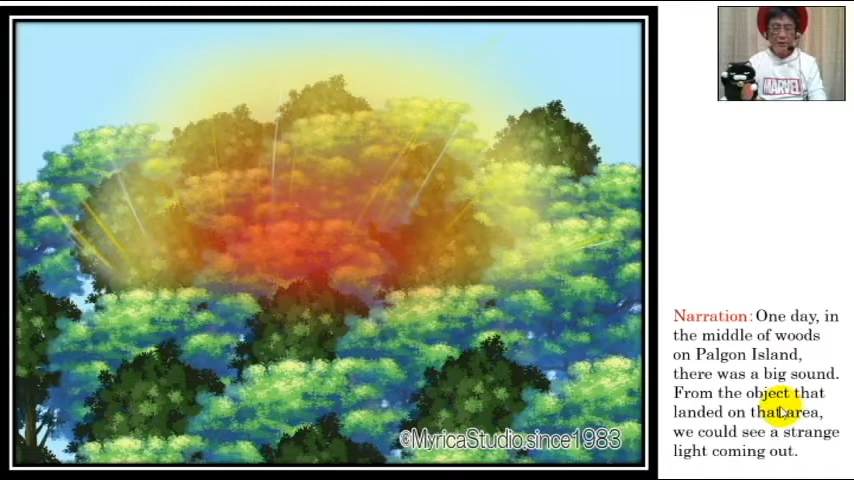 MARVEL
Narration: One day, in
the middle of woods
on Palgon Island,
there was a big sound.
From the object that
landed on that area,
we could see a strange
light coming out.
©MyricaStudio.since1983